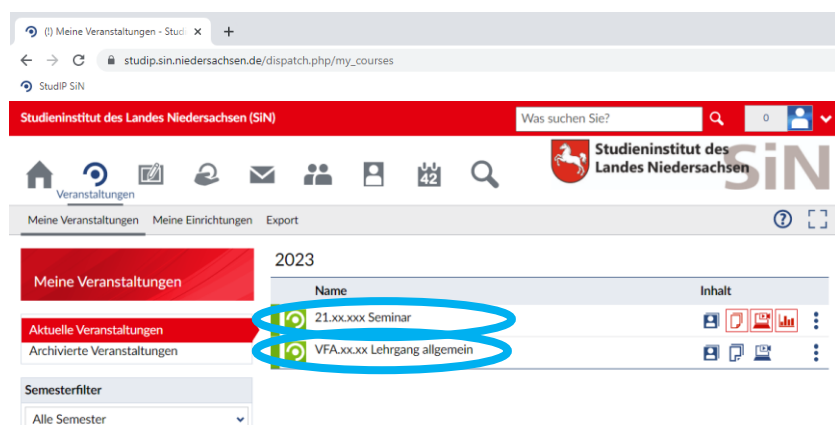 (!) Meine Veranstaltungen - Stud
studip.sin.niedersachsen.de/dispatch.php/my_courses
StudIP SiN
Studieninstitut des Landes Niedersachsen (SiN)
Was suchen Sie?
0
Veranstaltungen
42
Studieninstitut des
Landes Niedersachsen
SiN
Meine Veranstaltungen Meine Einrichtungen Export
Meine Veranstaltungen
Aktuelle Veranstaltungen
Archivierte Veranstaltungen
Semesterfilter
Alle Semester
2023
Name Inhalt
21.xx.xxx Seminar
VFA.xx.xx Lehrgang allgemein